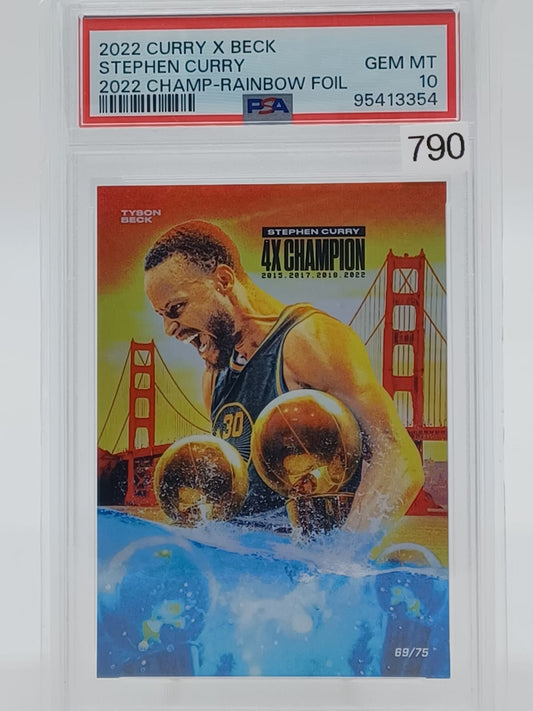 2022 CURRY X BECK
STEPHEN CURRY
2022 CHAMP-RAINBOW FOIL
GEM MT
10
95413354
PSA
790
TYSON
BECK
STEPHEN CURRY
4X CHAMPION
2015.2017.2018.2022
30
69/75